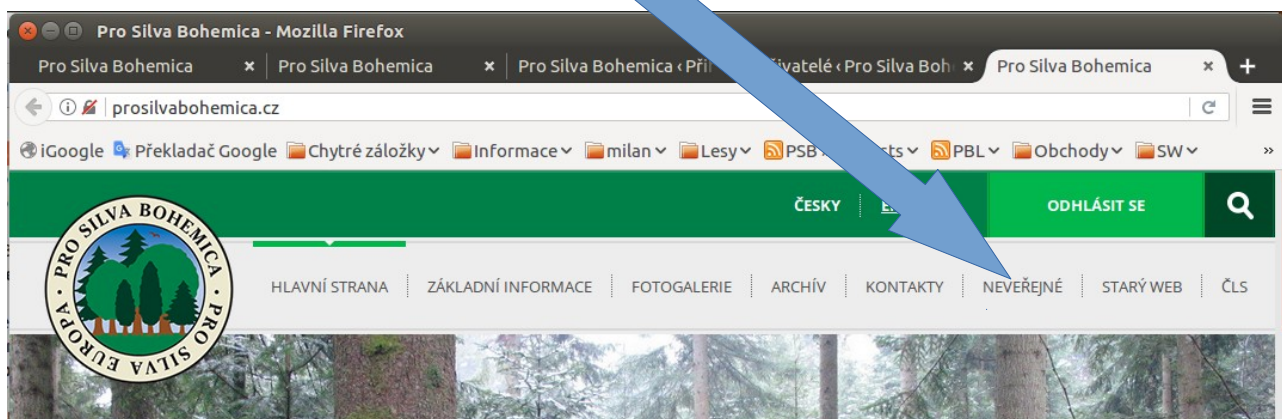 Pro Silva Bohemica - Mozilla Firefox
Pro Silva Bohemica × Pro Silva Bohemica × Pro Silva Bohemica ‹ Při ivatelé ‹ Pro Silva Boh × Pro Silva Bohemica × +
prosilvabohemica.cz
iGoogle Překladač Google Chytré záložky Informace milan Lesy PSB PBL Obchody SW »
ČESKY ODHLÁSIT SE
PRO SILVA BOHEMICA · PRO SILVA EUROPA ·
HLAVNÍ STRANA ZÁKLADNÍ INFORMACE FOTOGALERIE ARCHÍV KONTAKTY NEVEŘEJNÉ STARÝ WEB ČLS